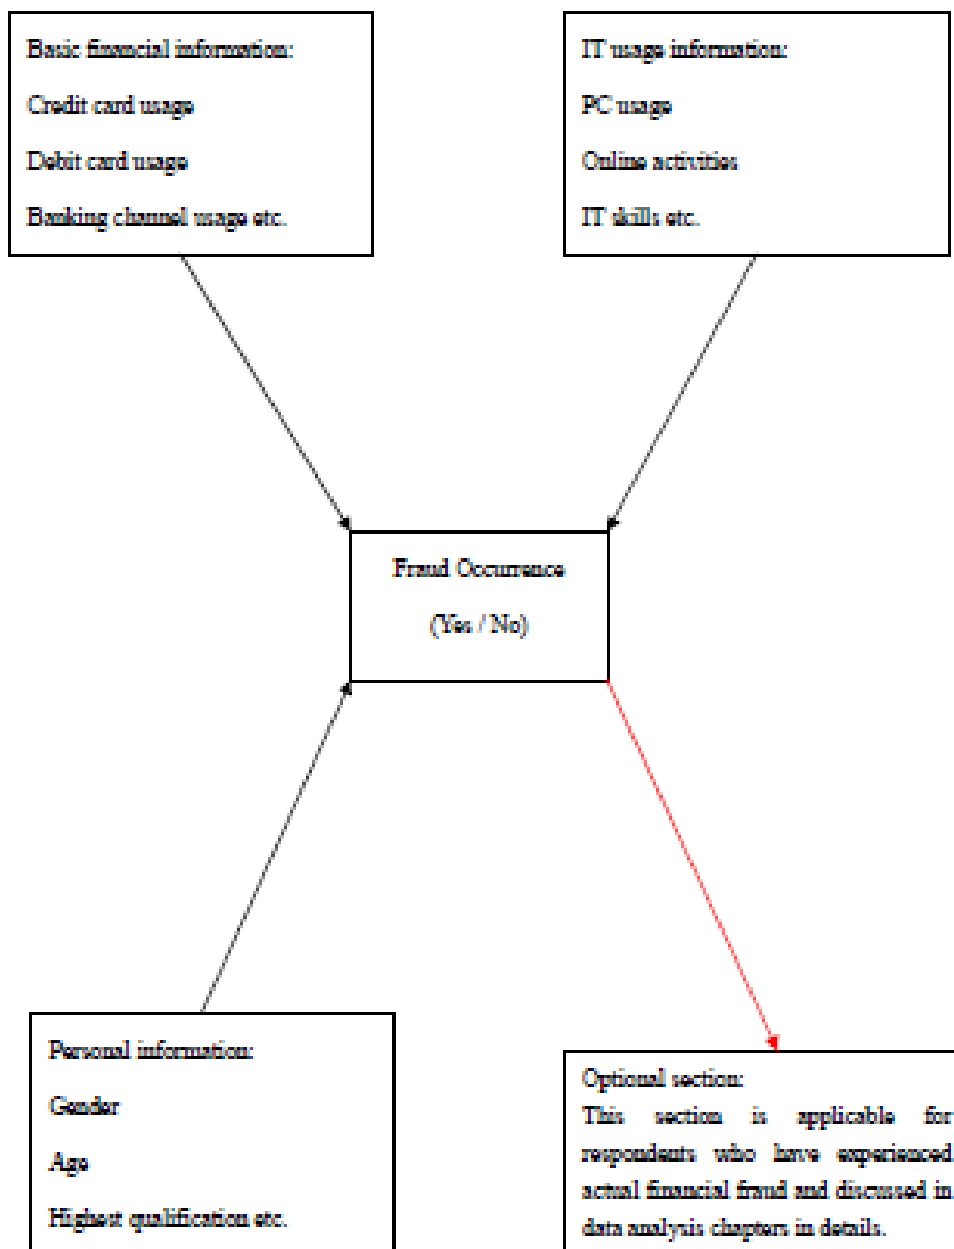 Basic financial information:
Credit card usage
Debit card usage
Banking channel usage etc.
IT usage information:
PC usage
Online activities
IT skills etc.
Fraud Occurrence
(Yes / No)
Personal information:
Gender
Age
Highest qualification etc.
Optional section:
This section is applicable for
respondents who have experienced
actual financial fraud and discussed in
data analysis chapters in details.